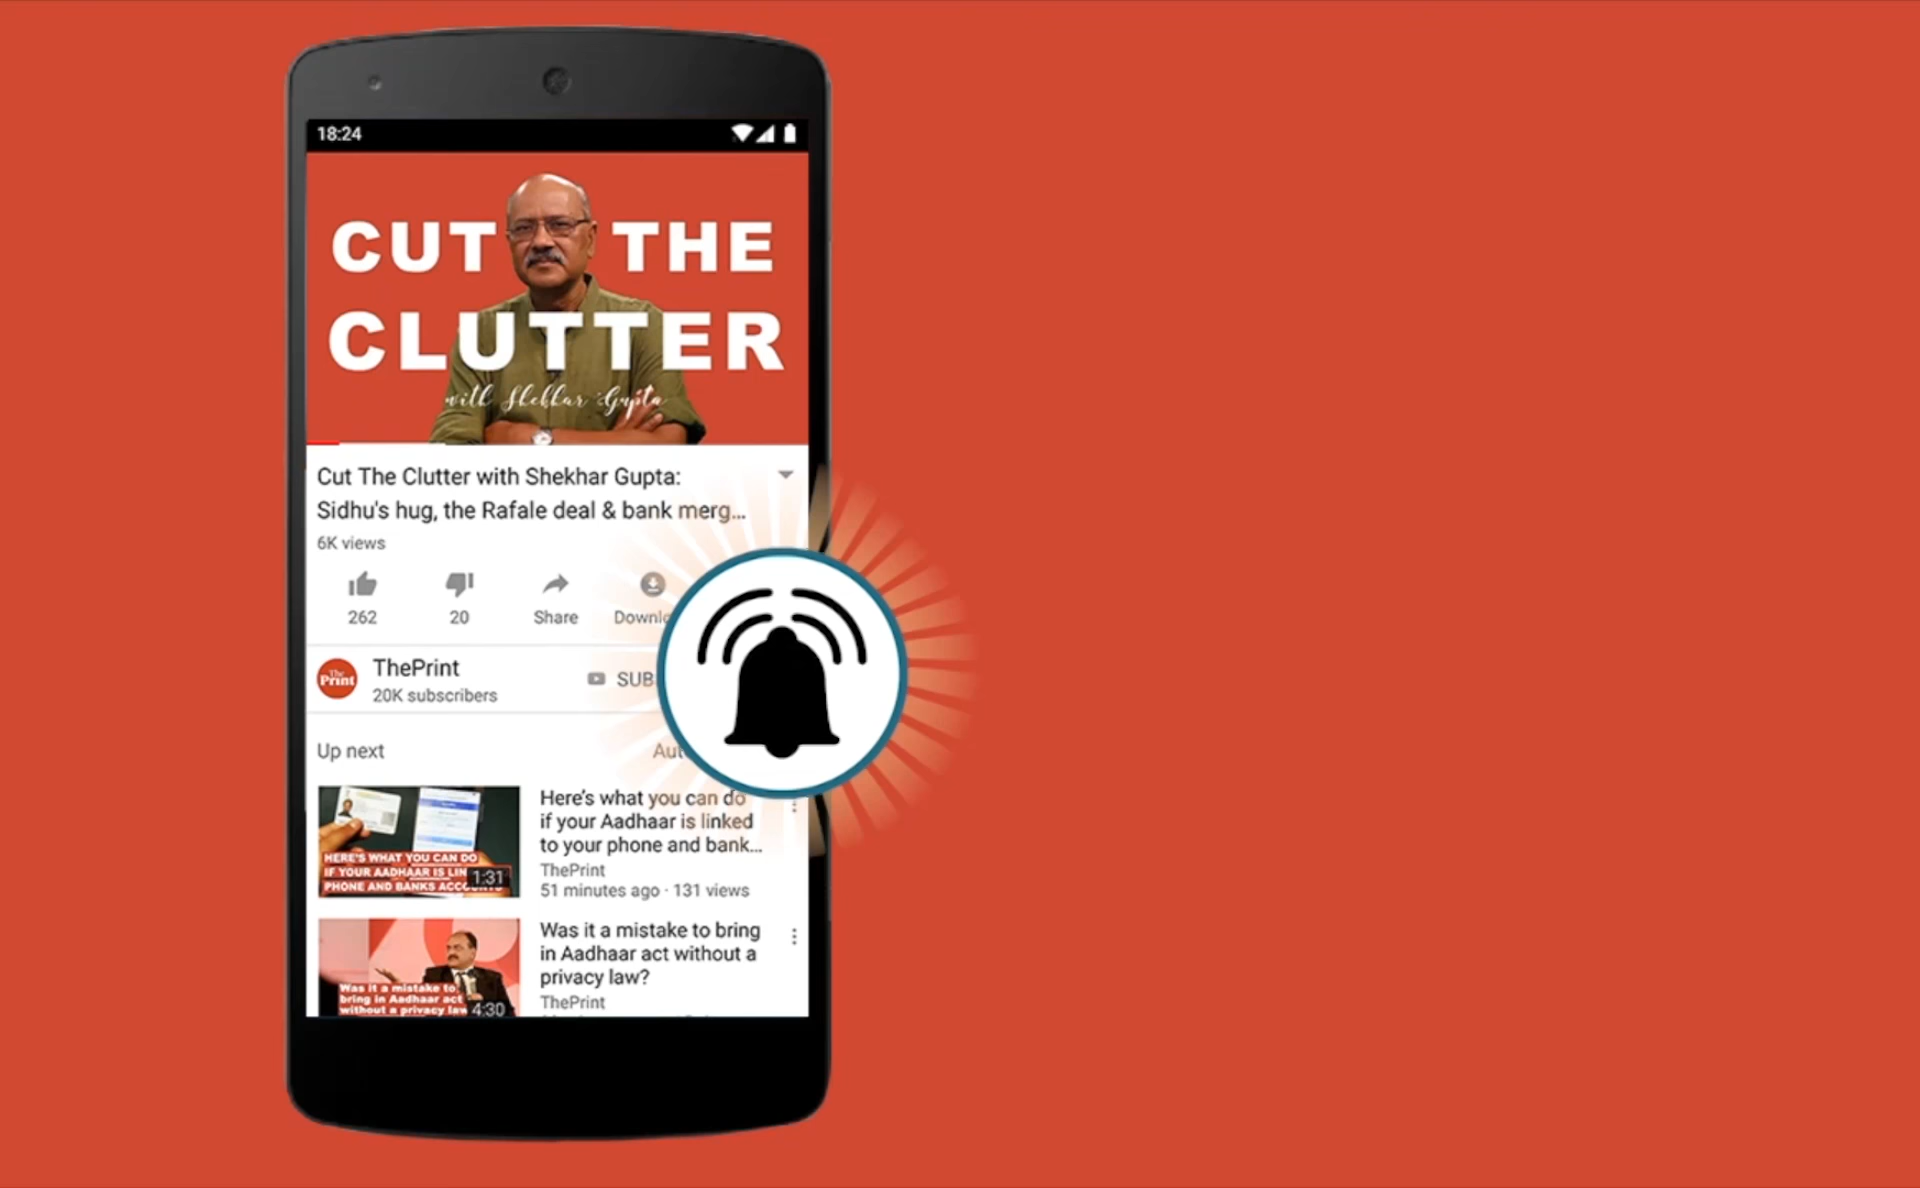 18:24
CUT THE
CLUTTER
with Shekhar Gupta
Cut The Clutter with Shekhar Gupta:
Sidhu's hug, the Rafale deal & bank merg...
6K views
262
20
Share
Downlo
The
Print
ThePrint
20K subscribers
SUB
Up next
Aut
HERE'S WHAT YOU CAN DO
IF YOUR AADHAAR IS LIN
PHONE AND BANKS ACCOUNTS
1:31
Here's what you can do
if your Aadhaar is linked
to your phone and bank...
ThePrint
51 minutes ago · 131 views
Was it a mistake to
bring in Aadhaar act
without a privacy law
4:30
Was it a mistake to bring
in Aadhaar act without a
privacy law?
ThePrint